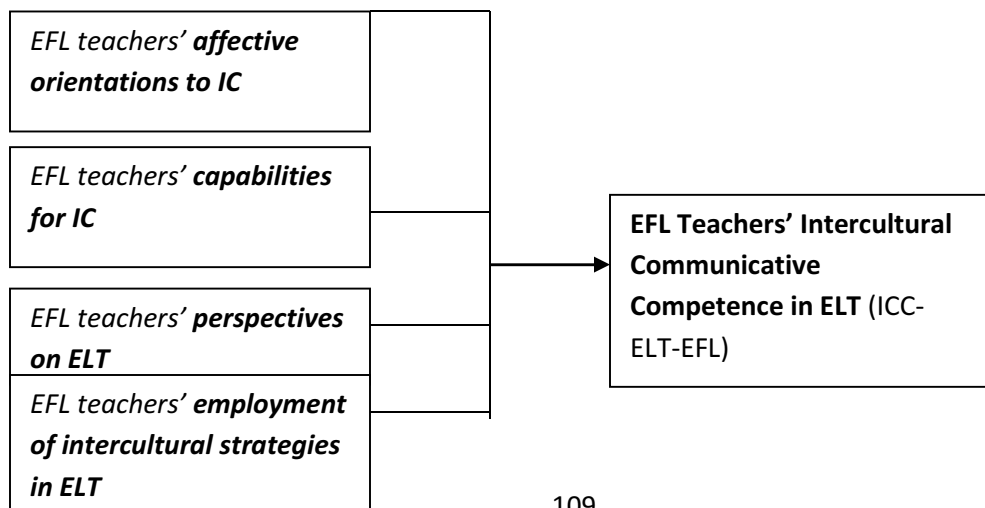 EFL teachers’ affective
orientations to IC
EFL teachers’ capabilities
for IC
EFL teachers’ perspectives
on ELT
EFL teachers’ employment
of intercultural strategies
in ELT
EFL Teachers’ Intercultural
Communicative
Competence in ELT (ICC-
ELT-EFL)
109